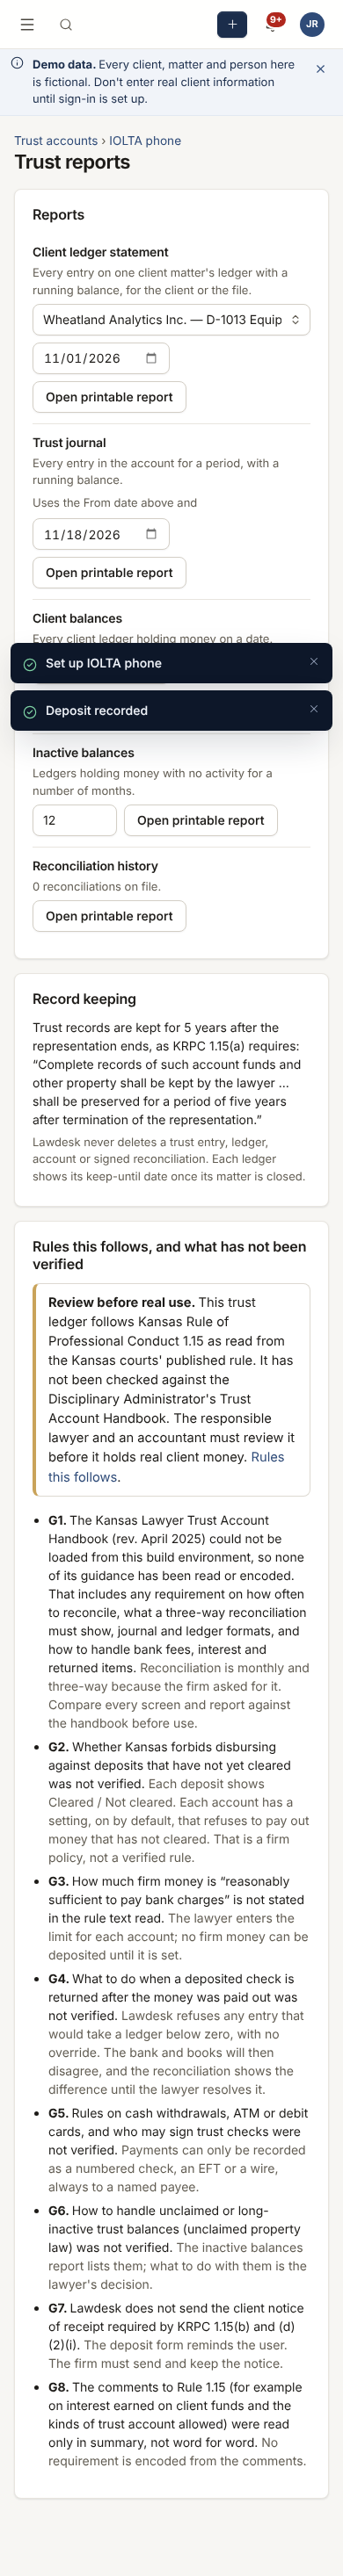 9+
JR
Demo data. Every client, matter and person here
is fictional. Don't enter real client information
until sign-in is set up.
Trust accounts › IOLTA phone
Trust reports
Reports
Client ledger statement
Every entry on one client matter's ledger with a
running balance, for the client or the file.
Wheatland Analytics Inc. — D-1013 Equip
11/01/2026
Open printable report
Trust journal
Every entry in the account for a period, with a
running balance.
Uses the From date above and
11/18/2026
Open printable report
Client balances
Every client ledger holding money on a date.
Set up IOLTA phone
Deposit recorded
Inactive balances
Ledgers holding money with no activity for a
number of months.
12
Open printable report
Reconciliation history
0 reconciliations on file.
Open printable report
Record keeping
Trust records are kept for 5 years after the
representation ends, as KRPC 1.15(a) requires:
“Complete records of such account funds and
other property shall be kept by the lawyer ...
shall be preserved for a period of five years
after termination of the representation.”
Lawdesk never deletes a trust entry, ledger,
account or signed reconciliation. Each ledger
shows its keep-until date once its matter is closed.
Rules this follows, and what has not been
verified
Review before real use. This trust
ledger follows Kansas Rule of
Professional Conduct 1.15 as read from
the Kansas courts' published rule. It has
not been checked against the
Disciplinary Administrator's Trust
Account Handbook. The responsible
lawyer and an accountant must review it
before it holds real client money. Rules
this follows.
G1. The Kansas Lawyer Trust Account
Handbook (rev. April 2025) could not be
loaded from this build environment, so none
of its guidance has been read or encoded.
That includes any requirement on how often
to reconcile, what a three-way reconciliation
must show, journal and ledger formats, and
how to handle bank fees, interest and
returned items. Reconciliation is monthly and
three-way because the firm asked for it.
Compare every screen and report against
the handbook before use.
G2. Whether Kansas forbids disbursing
against deposits that have not yet cleared
was not verified. Each deposit shows
Cleared / Not cleared. Each account has a
setting, on by default, that refuses to pay out
money that has not cleared. That is a firm
policy, not a verified rule.
G3. How much firm money is “reasonably
sufficient to pay bank charges” is not stated
in the rule text read. The lawyer enters the
limit for each account; no firm money can be
deposited until it is set.
G4. What to do when a deposited check is
returned after the money was paid out was
not verified. Lawdesk refuses any entry that
would take a ledger below zero, with no
override. The bank and books will then
disagree, and the reconciliation shows the
difference until the lawyer resolves it.
G5. Rules on cash withdrawals, ATM or debit
cards, and who may sign trust checks were
not verified. Payments can only be recorded
as a numbered check, an EFT or a wire,
always to a named payee.
G6. How to handle unclaimed or long-
inactive trust balances (unclaimed property
law) was not verified. The inactive balances
report lists them; what to do with them is the
lawyer's decision.
G7. Lawdesk does not send the client notice
of receipt required by KRPC 1.15(b) and (d)
(2)(i). The deposit form reminds the user.
The firm must send and keep the notice.
G8. The comments to Rule 1.15 (for example
on interest earned on client funds and the
kinds of trust account allowed) were read
only in summary, not word for word. No
requirement is encoded from the comments.